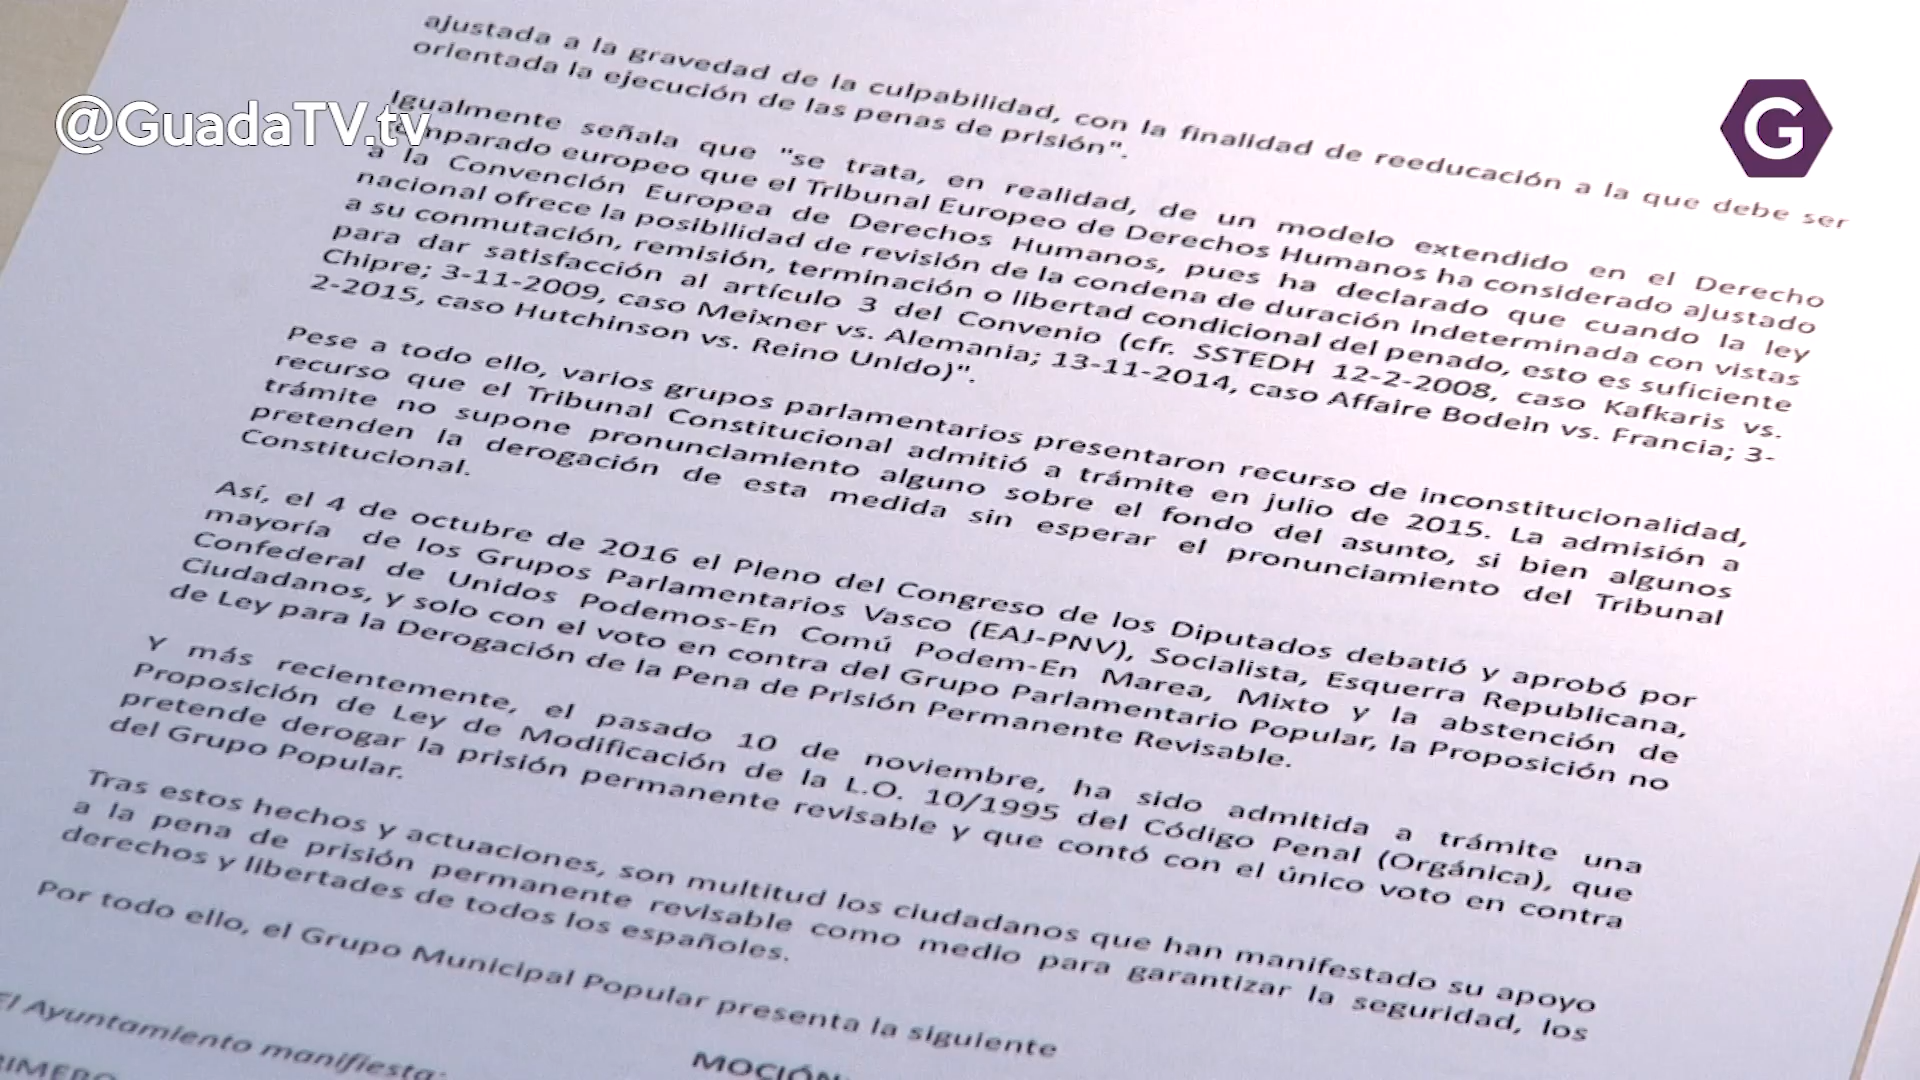 @GuadaTV.tv
G
ajustada a la gravedad de la culpabilidad, con la finalidad de reeducación a la que debe ser
orientada la ejecución de las penas de prisión".
Igualmente señala que "se trata, en realidad, de un modelo extendido en el Derecho
comparado europeo que el Tribunal Europeo de Derechos Humanos ha considerado ajustado
a la Convención Europea de Derechos Humanos, pues ha declarado que cuando la ley
nacional ofrece la posibilidad de revisión de la condena de duración indeterminada con vistas
a su conmutación, remisión, terminación o libertad condicional del penado, esto es suficiente
para dar satisfacción al artículo 3 del Convenio (cfr. SSTEDH 12-2-2008, caso Kafkaris vs.
Chipre; 3-11-2009, caso Meixner vs. Alemania; 13-11-2014, caso Affaire Bodein vs. Francia; 3-
2-2015, caso Hutchinson vs. Reino Unido)".
Pese a todo ello, varios grupos parlamentarios presentaron recurso de inconstitucionalidad,
recurso que el Tribunal Constitucional admitió a trámite en julio de 2015. La admisión a
trámite no supone pronunciamiento alguno sobre el fondo del asunto, si bien algunos
pretenden la derogación de esta medida sin esperar el pronunciamiento del Tribunal
Constitucional.
Así, el 4 de octubre de 2016 el Pleno del Congreso de los Diputados debatió y aprobó por
mayoría de los Grupos Parlamentarios Vasco (EAJ-PNV), Socialista, Esquerra Republicana,
Confederal de Unidos Podemos-En Comú Podem-En Marea, Mixto y la abstención de
Ciudadanos, y solo con el voto en contra del Grupo Parlamentario Popular, la Proposición no
de Ley para la Derogación de la Pena de Prisión Permanente Revisable.
Y más recientemente, el pasado 10 de noviembre, ha sido admitida a trámite una
Proposición de Ley de Modificación de la L.O. 10/1995 del Código Penal (Orgánica), que
pretende derogar la prisión permanente revisable y que contó con el único voto en contra
del Grupo Popular.
Tras estos hechos y actuaciones, son multitud los ciudadanos que han manifestado su apoyo
a la pena de prisión permanente revisable como medio para garantizar la seguridad, los
derechos y libertades de todos los españoles.
Por todo ello, el Grupo Municipal Popular presenta la siguiente
MOCIÓN
El Ayuntamiento manifiesta: